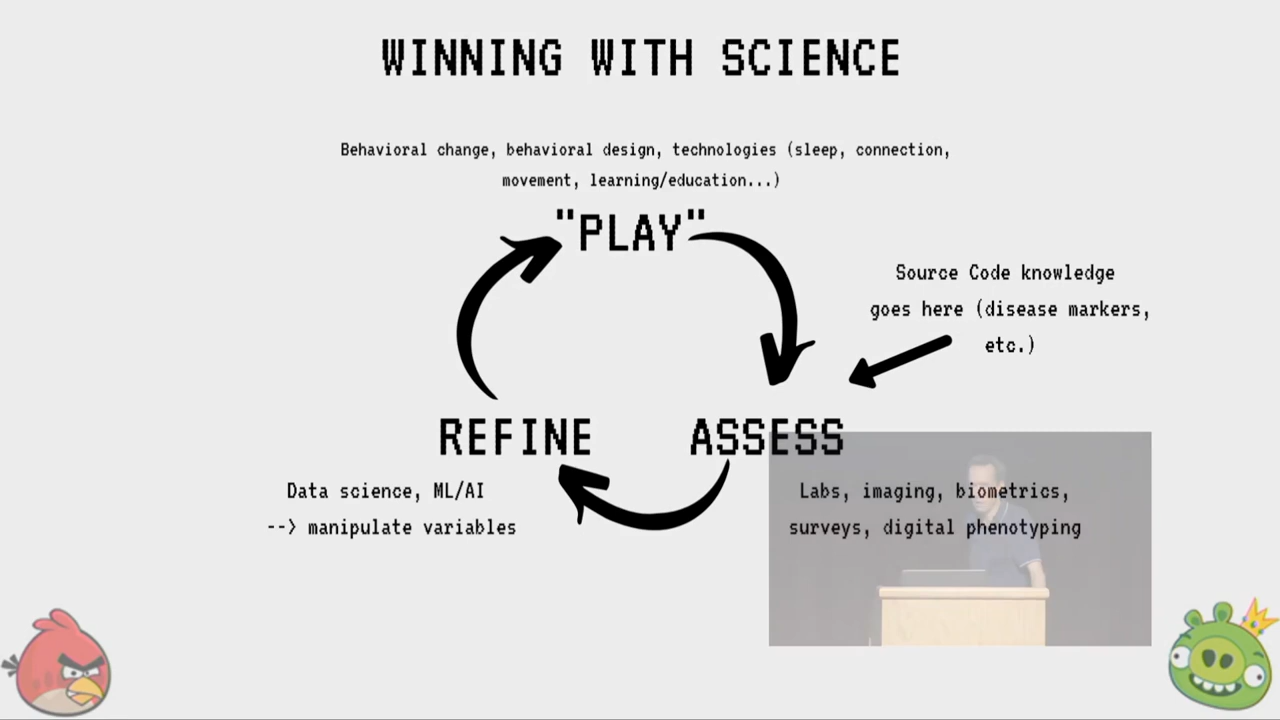 WINNING WITH SCIENCE
Behavioral change, behavioral design, technologies (sleep, connection,
movement, learning/education...)
"PLAY"
Source Code knowledge
goes here (disease markers,
etc.)
REFINE
ASSESS
Data science, ML/AI
--> manipulate variables
Labs, imaging, biometrics,
surveys, digital phenotyping